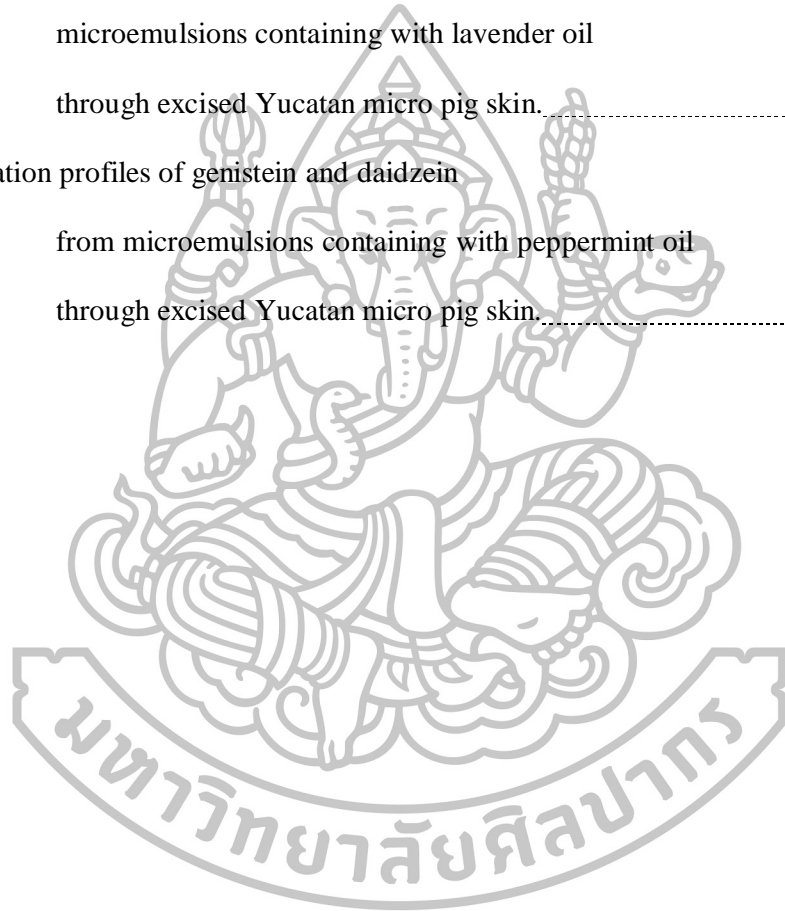 microemulsions containing with lavender oil
through excised Yucatan micro pig skin.
ation profiles of genistein and daidzein
from microemulsions containing with peppermint oil
through excised Yucatan micro pig skin.
มหาวิทยาลัยศิลปากร